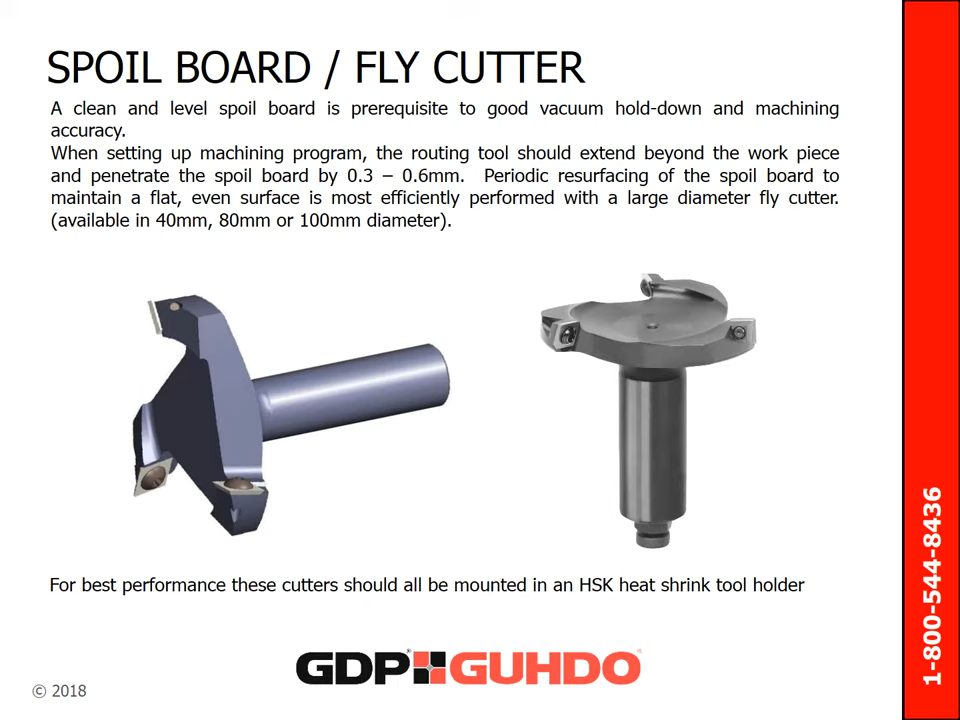 SPOIL BOARD / FLY CUTTER
A clean and level spoil board is prerequisite to good vacuum hold-down and machining
accuracy.
When setting up machining program, the routing tool should extend beyond the work piece
and penetrate the spoil board by 0.3 – 0.6mm. Periodic resurfacing of the spoil board to
maintain a flat, even surface is most efficiently performed with a large diameter fly cutter.
(available in 40mm, 80mm or 100mm diameter).
For best performance these cutters should all be mounted in an HSK heat shrink tool holder
GDP® GUHDO®
© 2018
1-800-544-8436